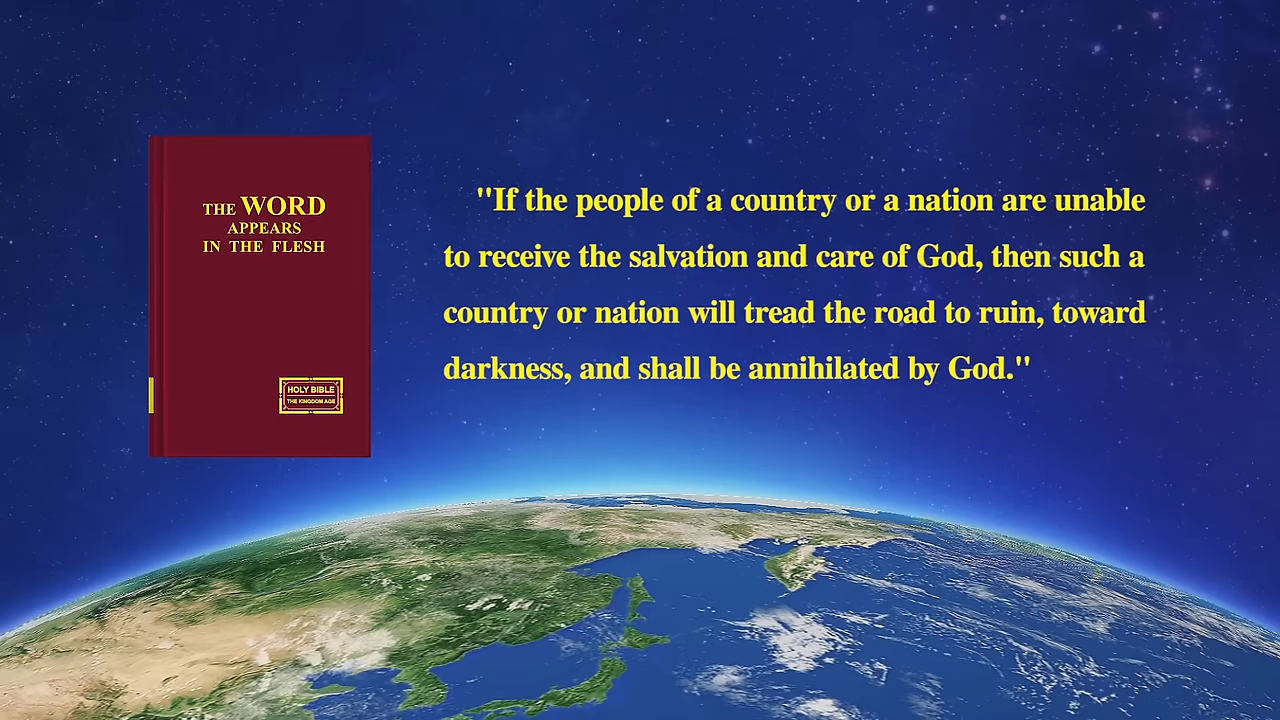 THE WORD
APPEARS
IN THE FLESH
HOLY BIBLE
THE KINGDOM AGE
"If the people of a country or a nation are unable
to receive the salvation and care of God, then such a
country or nation will tread the road to ruin, toward
darkness, and shall be annihilated by God."